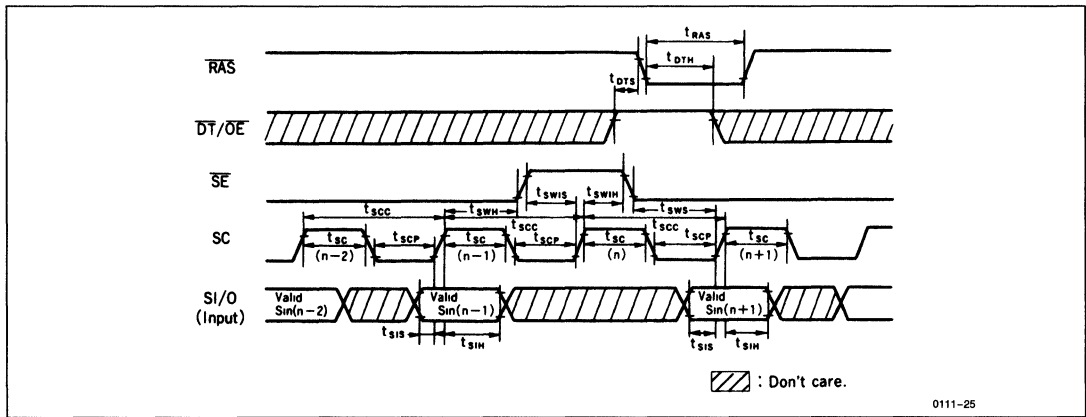 tRAS
RAS
tDTH
tDTS
DT/OE
SE
tSWIS tSWIH
tSCC tSWH tSCC tSCC tSWS
SC tSC tSCP tSC tSCP tSC tSCP tSC
(n−2) (n−1) (n) (n+1)
SI/O Valid Valid Valid
(Input) Sin(n−2) Sin(n−1) Sin(n+1)
tSIS tSIH tSIS tSIH
: Don't care.
0111–25